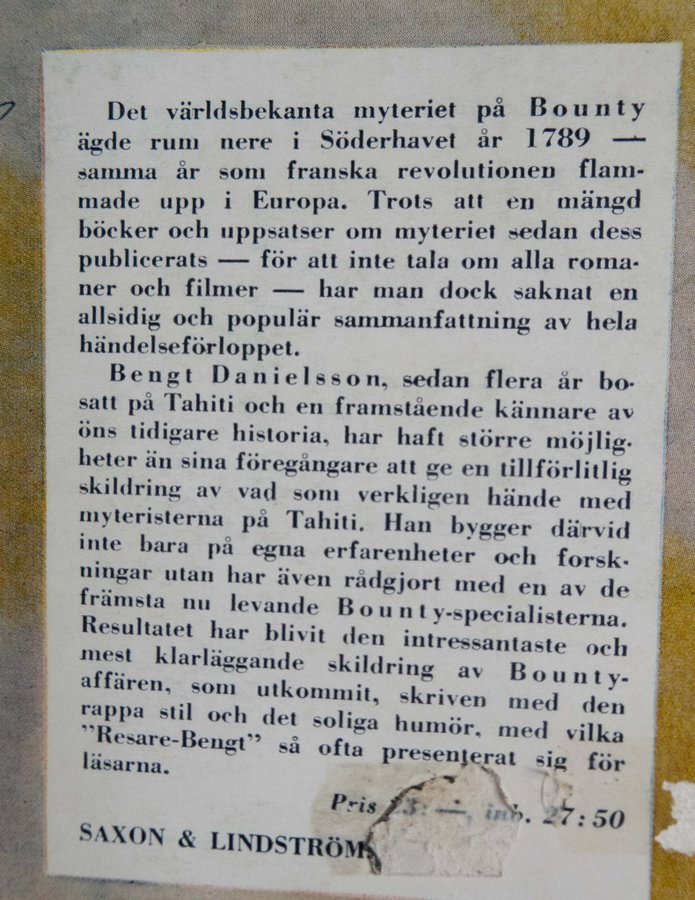 Det världsbekanta myteriet på Bounty
ägde rum nere i Söderhavet år 1789 —
samma år som franska revolutionen flam-
made upp i Europa. Trots att en mängd
böcker och uppsatser om myteriet sedan dess
publicerats — för att inte tala om alla roma-
ner och filmer — har man dock saknat en
allsidig och populär sammanfattning av hela
händelseförloppet.
Bengt Danielsson, sedan flera år bo-
satt på Tahiti och en framstående kännare av
öns tidigare historia, har haft större möjlig-
heter än sina föregångare att ge en tillförlitlig
skildring av vad som verkligen hände med
myteristerna på Tahiti. Han bygger därvid
inte bara på egna erfarenheter och forsk-
ningar utan har även rådgjort med en av de
främsta nu levande Bounty-specialisterna.
Resultatet har blivit den intressantaste och
mest klarläggande skildring av Bounty-
affären, som utkommit, skriven med den
rappa stil och det soliga humör, med vilka
”Resare-Bengt” så ofta presenterat sig för
läsarna.
Pris 23: —, inb. 27: 50
SAXON & LINDSTRÖMS